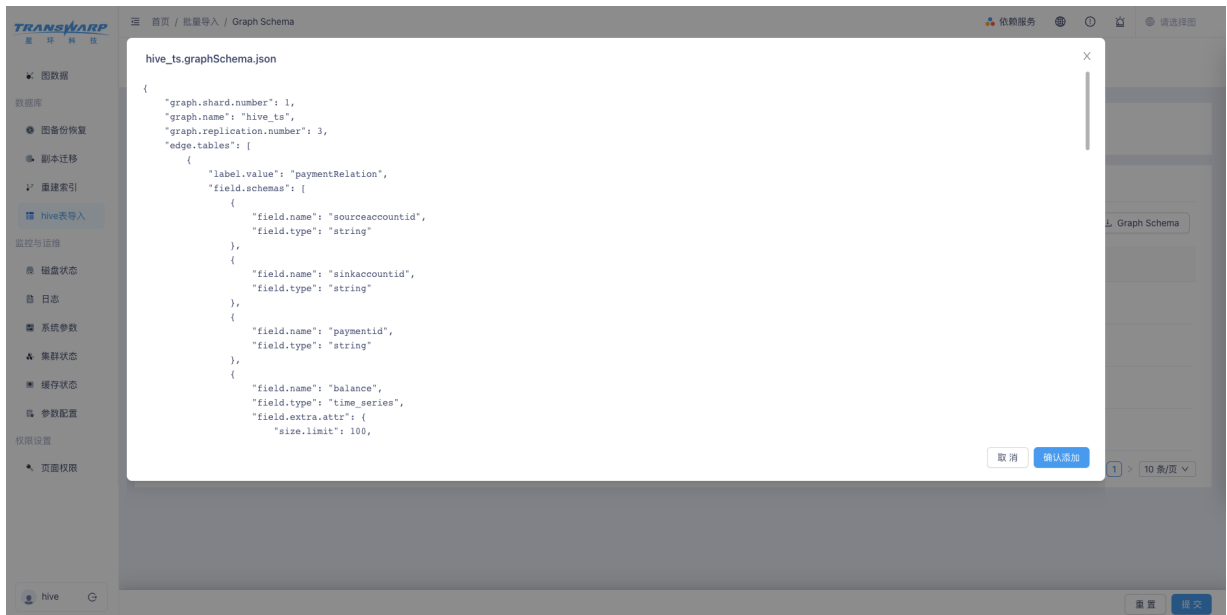 TRANSWARP
星 环 科 技
首页 / 批量导入 / Graph Schema
依赖服务
请选择图
图数据
数据库
图备份恢复
副本迁移
重建索引
hive表导入
监控与运维
磁盘状态
日志
系统参数
集群状态
缓存状态
参数配置
权限设置
页面权限
hive
hive_ts.graphSchema.json
X
{
"graph.shard.number": 1,
"graph.name": "hive_ts",
"graph.replication.number": 3,
"edge.tables": [
{
"label.value": "paymentRelation",
"field.schemas": [
{
"field.name": "sourceaccountid",
"field.type": "string"
},
{
"field.name": "sinkaccountid",
"field.type": "string"
},
{
"field.name": "paymentid",
"field.type": "string"
},
{
"field.name": "balance",
"field.type": "time_series",
"field.extra.attr": {
"size.limit": 100,
取 消
确认添加
Graph Schema
1
10 条/页
重 置
提 交